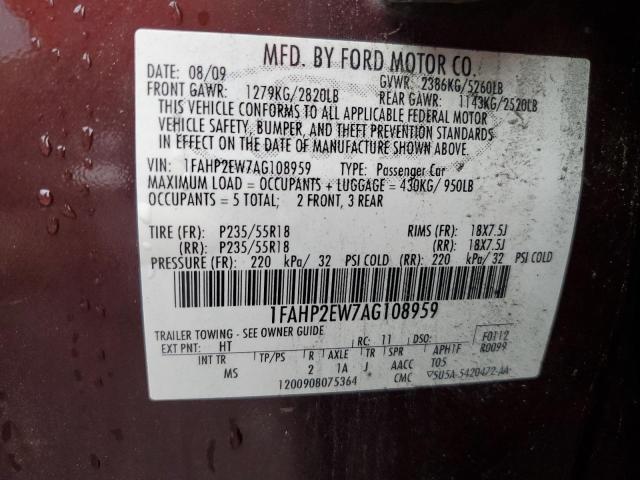 MFD. BY FORD MOTOR CO.
DATE: 08/09 GVWR: 2386KG/5260LB
FRONT GAWR: 1279KG/2820LB REAR GAWR: 1143KG/2520LB
THIS VEHICLE CONFORMS TO ALL APPLICABLE FEDERAL MOTOR
VEHICLE SAFETY, BUMPER, AND THEFT PREVENTION STANDARDS
IN EFFECT ON THE DATE OF MANUFACTURE SHOWN ABOVE.
VIN: 1FAHP2EW7AG108959 TYPE: Passenger Car
MAXIMUM LOAD = OCCUPANTS + LUGGAGE = 430KG/ 950LB
OCCUPANTS = 5 TOTAL: 2 FRONT, 3 REAR
TIRE (FR): P235/55R18 RIMS (FR): 18X7.5J
(RR): P235/55R18 (RR): 18X7.5J
PRESSURE (FR): 220 kPa/ 32 PSI COLD (RR): 220 kPa/ 32 PSI COLD
1FAHP2EW7AG108959
TRAILER TOWING - SEE OWNER GUIDE
EXT PNT: HT RC: 11 DSO: F0112
R0099
INT TR TP/PS R AXLE TR SPR APH1F
MS 2 1A J AACC T05
1200908075364 CMC 5U5A-5420472-AA